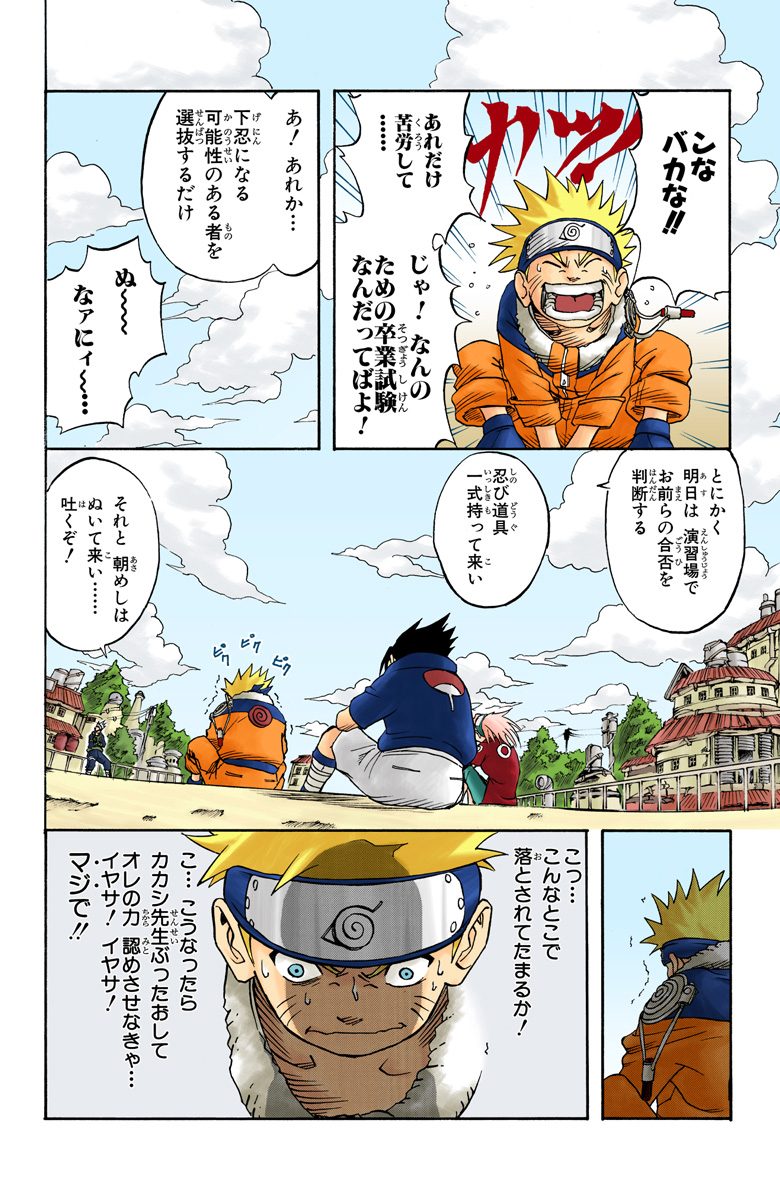 ンな
バカな!!
カッ!
あれだけ
苦労して
……
じゃ!なんの
ための卒業試験
なんだってばよ!
あ!あれか…
下忍になる
可能性のある者を
選抜するだけ
ぬ〜〜
なァにィ〜…
とにかく
明日は 演習場で
お前らの合否を
判断する
忍び道具
一式持って来い
それと 朝めしは
ぬいて来い……
吐くぞ!
ピク
ピク
ピク
こっ…
こんなとこで
落とされてたまるか!
こ… こうなったら
カカシ先生ぶったおして
オレの力 認めさせなきゃ…
イヤサ!イヤサ!
マジで!!